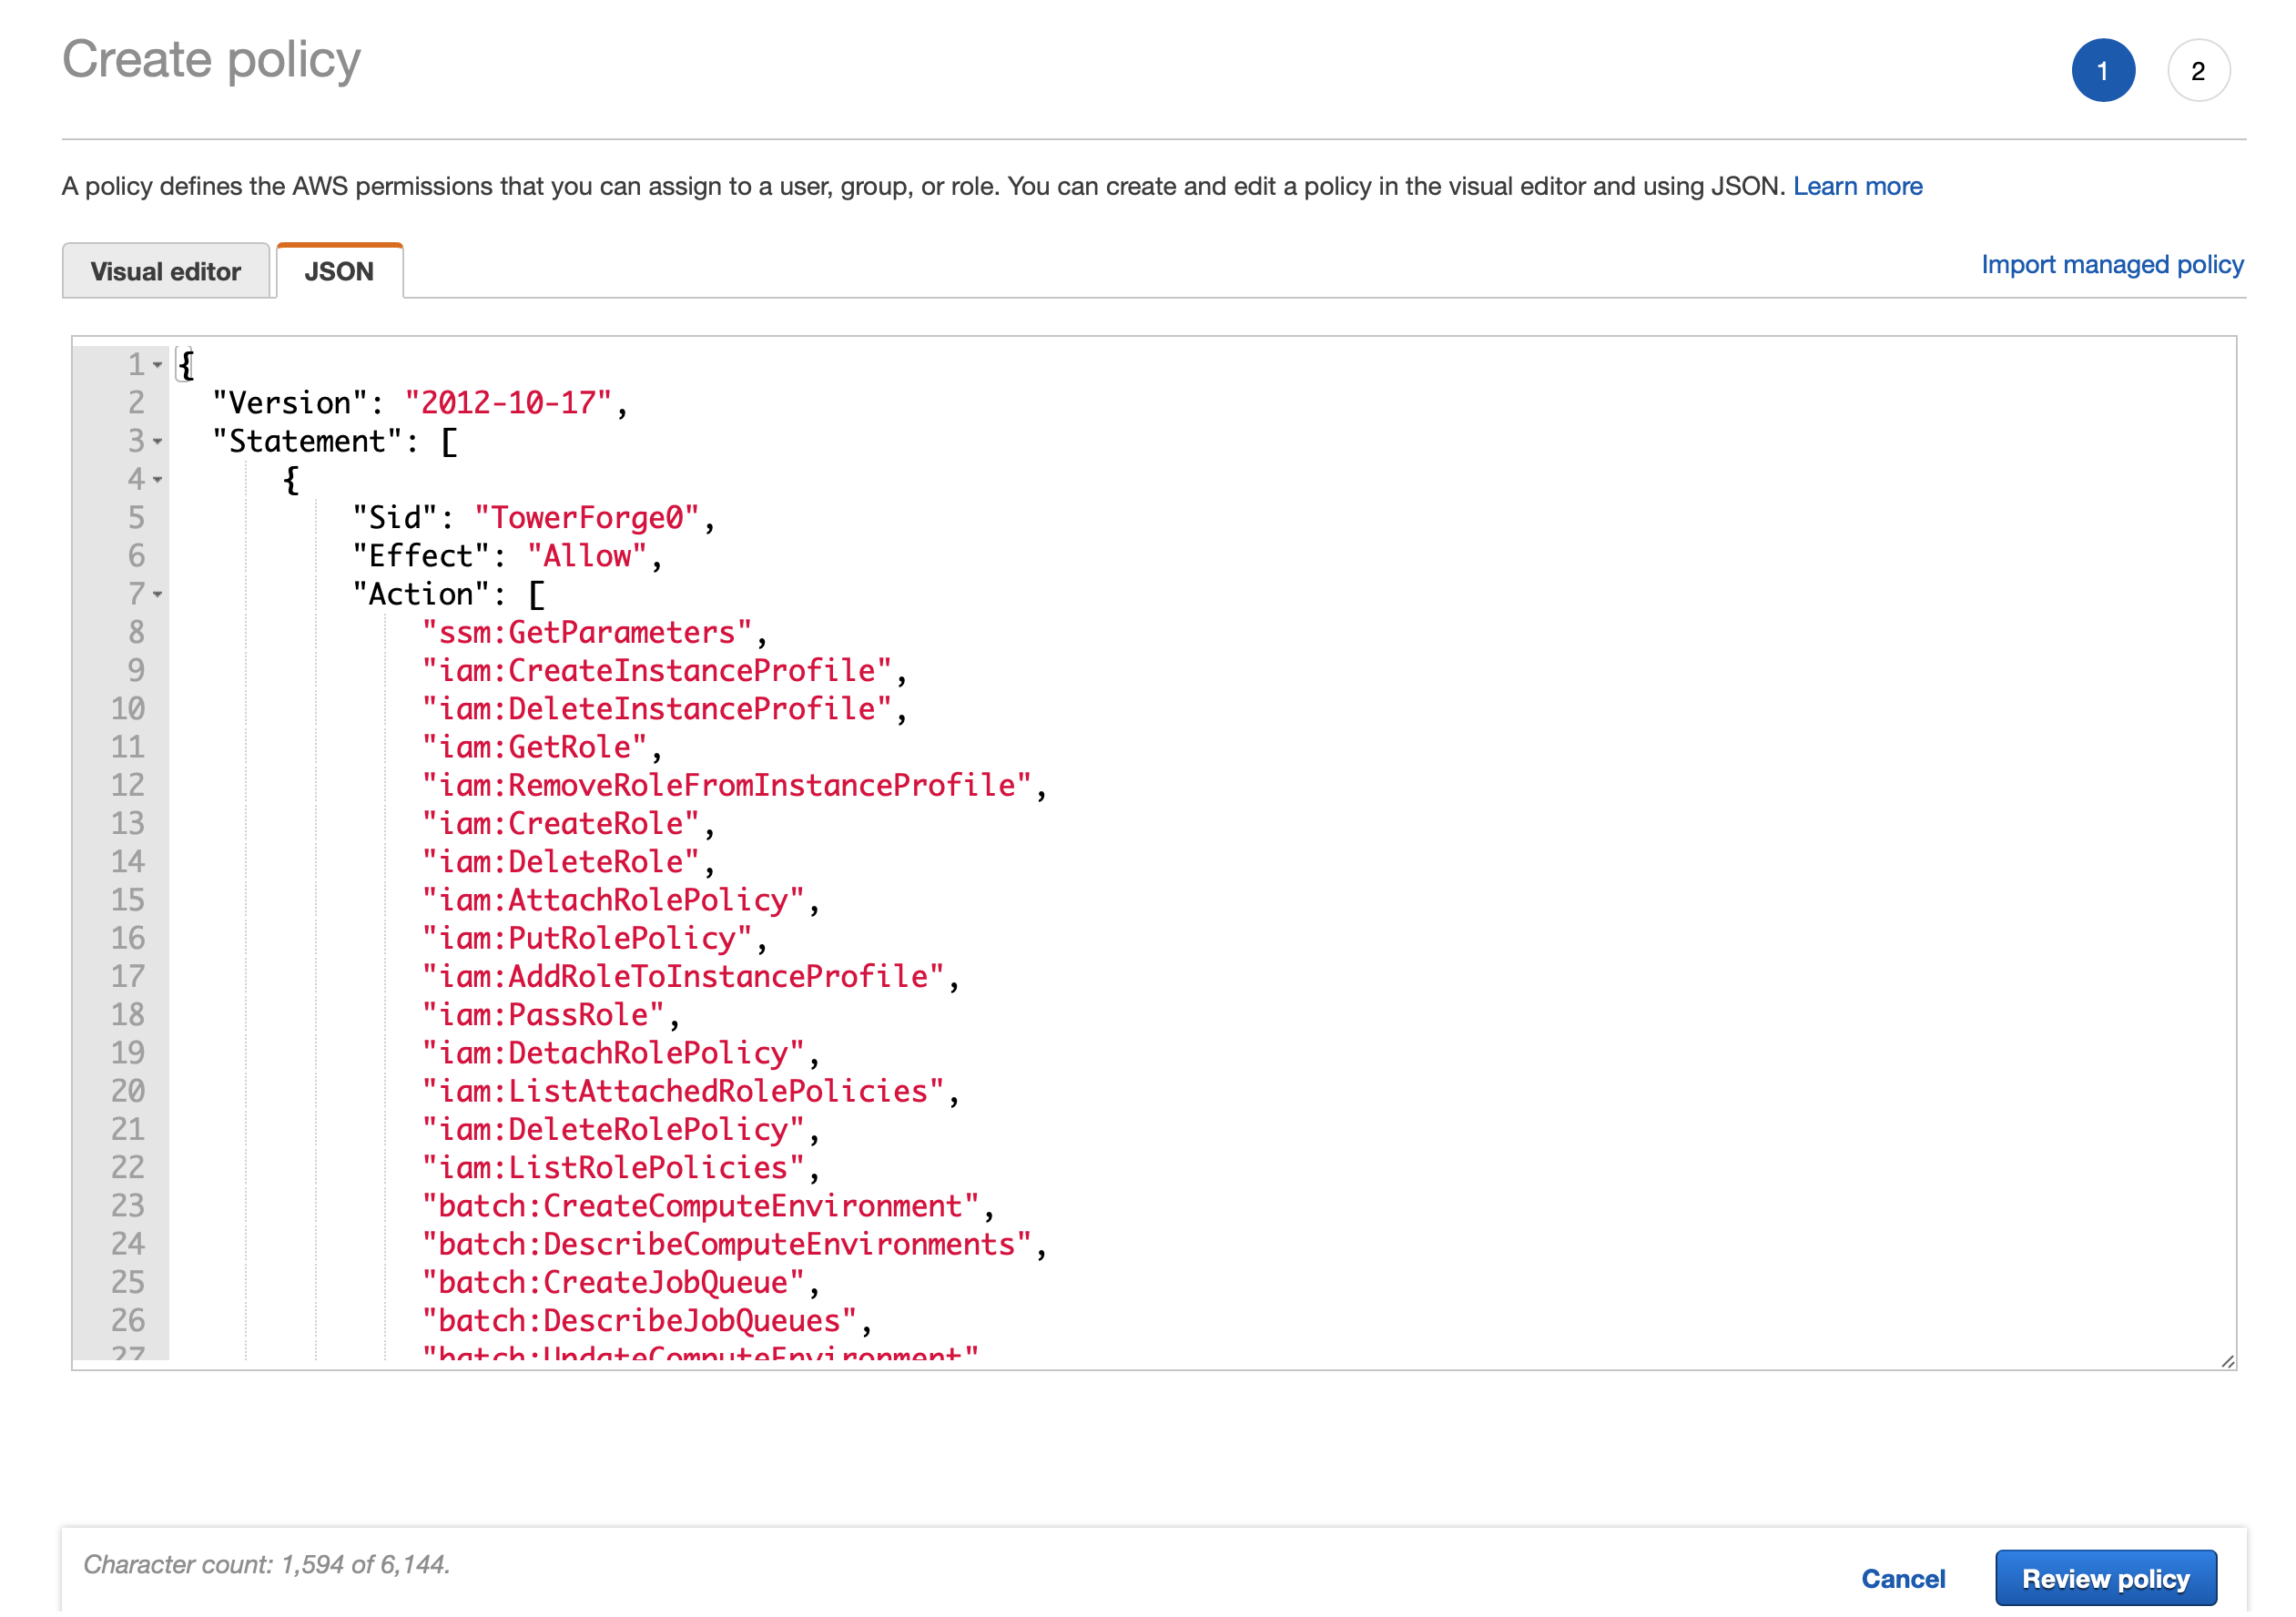 Create policy
1
2
A policy defines the AWS permissions that you can assign to a user, group, or role. You can create and edit a policy in the visual editor and using JSON. Learn more
Visual editor
JSON
Import managed policy
1 {
2 "Version": "2012-10-17",
3 "Statement": [
4 {
5 "Sid": "TowerForge0",
6 "Effect": "Allow",
7 "Action": [
8 "ssm:GetParameters",
9 "iam:CreateInstanceProfile",
10 "iam:DeleteInstanceProfile",
11 "iam:GetRole",
12 "iam:RemoveRoleFromInstanceProfile",
13 "iam:CreateRole",
14 "iam:DeleteRole",
15 "iam:AttachRolePolicy",
16 "iam:PutRolePolicy",
17 "iam:AddRoleToInstanceProfile",
18 "iam:PassRole",
19 "iam:DetachRolePolicy",
20 "iam:ListAttachedRolePolicies",
21 "iam:DeleteRolePolicy",
22 "iam:ListRolePolicies",
23 "batch:CreateComputeEnvironment",
24 "batch:DescribeComputeEnvironments",
25 "batch:CreateJobQueue",
26 "batch:DescribeJobQueues",
27 "batch:UpdateComputeEnvironment"
Character count: 1,594 of 6,144.
Cancel
Review policy